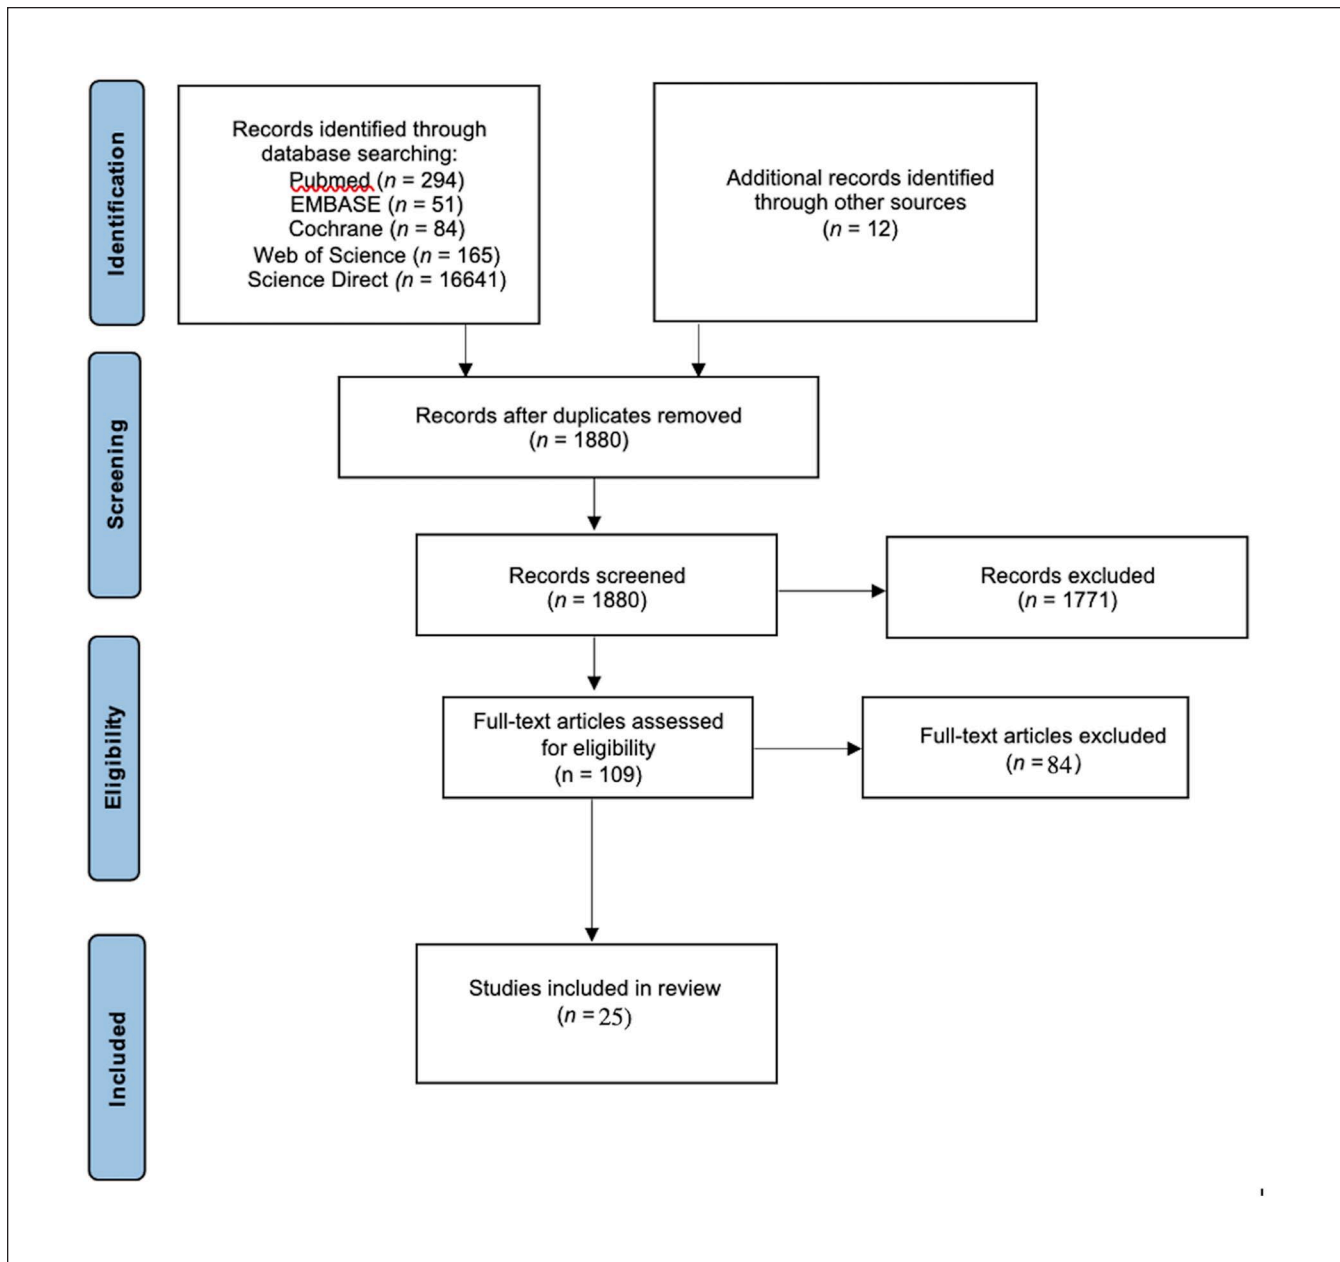 Identification
Records identified through
database searching:
Pubmed (n = 294)
EMBASE (n = 51)
Cochrane (n = 84)
Web of Science (n = 165)
Science Direct (n = 16641)
Additional records identified
through other sources
(n = 12)
Screening
Records after duplicates removed
(n = 1880)
Records screened
(n = 1880)
Records excluded
(n = 1771)
Eligibility
Full-text articles assessed
for eligibility
(n = 109)
Full-text articles excluded
(n = 84)
Included
Studies included in review
(n = 25)